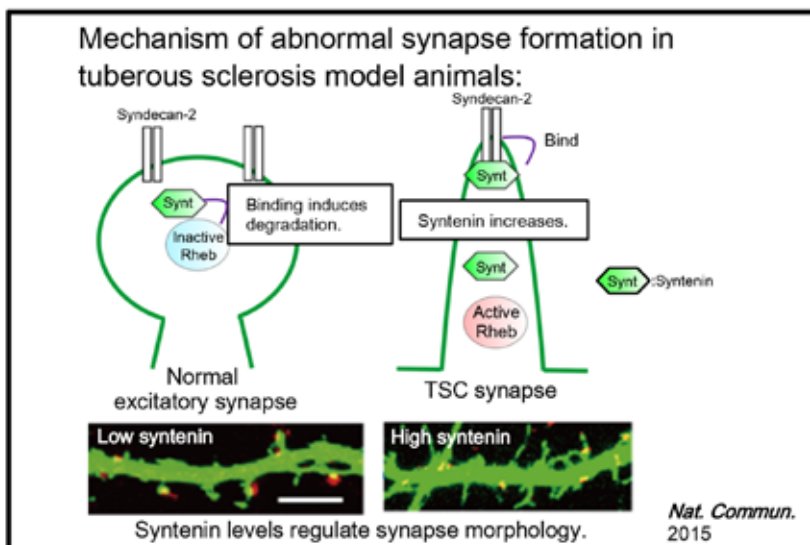 Mechanism of abnormal synapse formation in
tuberous sclerosis model animals:
Syndecan-2
Synt
Inactive
Rheb
Binding induces
degradation.
Normal
excitatory synapse
Syndecan-2
Bind
Synt
Syntenin increases.
Synt
Active
Rheb
TSC synapse
Synt :Syntenin
Low syntenin
High syntenin
Syntenin levels regulate synapse morphology.
Nat. Commun.
2015